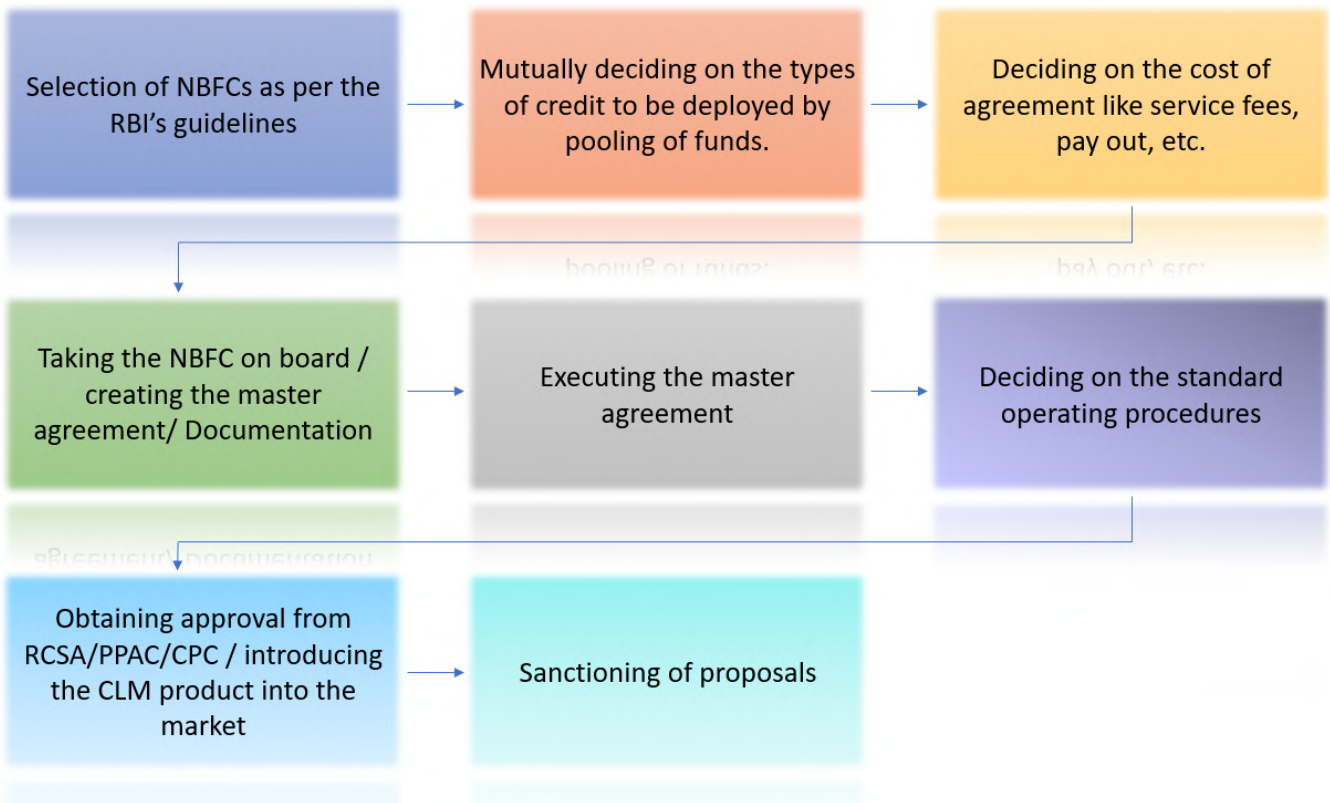 Selection of NBFCs as per the
RBI’s guidelines
Mutually deciding on the types
of credit to be deployed by
pooling of funds.
Deciding on the cost of
agreement like service fees,
pay out, etc.
Taking the NBFC on board /
creating the master
agreement/ Documentation
Executing the master
agreement
Deciding on the standard
operating procedures
Obtaining approval from
RCSA/PPAC/CPC / introducing
the CLM product into the
market
Sanctioning of proposals